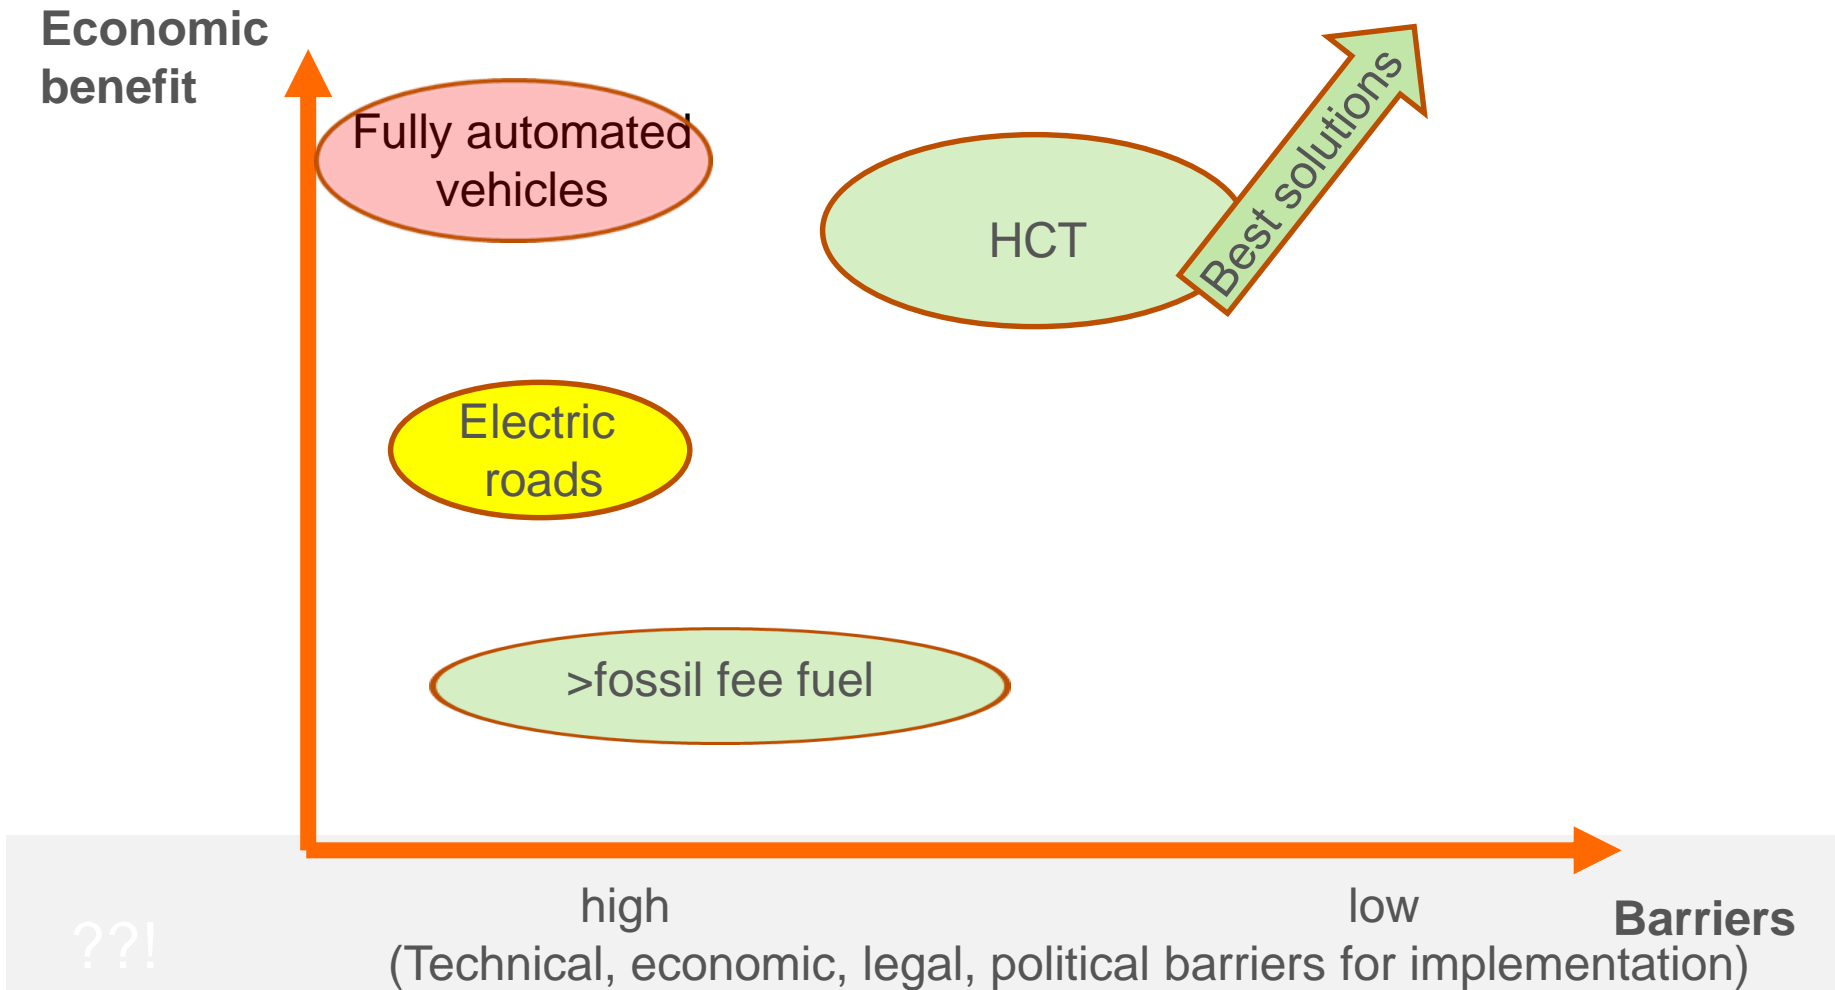 Economic
benefit
Fully automated
vehicles
HCT
Best solutions
Electric
roads
>fossil fee fuel
high
low
Barriers
??!
(Technical, economic, legal, political barriers for implementation)